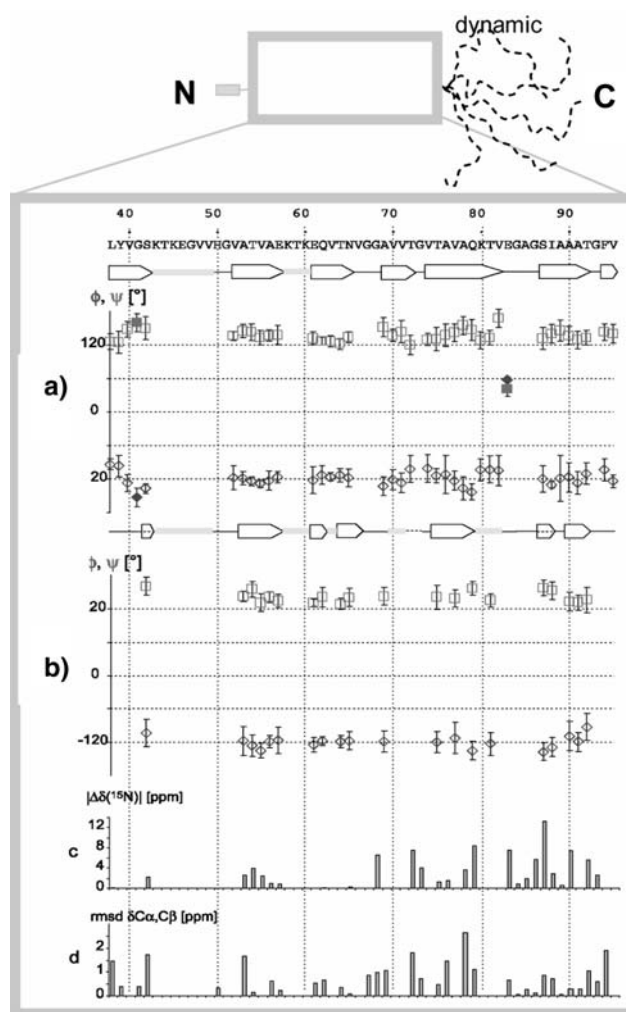 dynamic
N
C
40 50 60 70 80 90
LYVGSKTKEGVVHGVATVAEKTKEQVTNVGGAVVTGVTAVAQKTVEGAGSIAAATGFV
ϕ, ψ [°]
120
a)
0
20
ϕ, ψ [°]
20
b)
0
-120
|Δδ(¹⁵N)| [ppm]
12
c 8
4
0
rmsd δCα,Cβ [ppm]
2
d 1
0